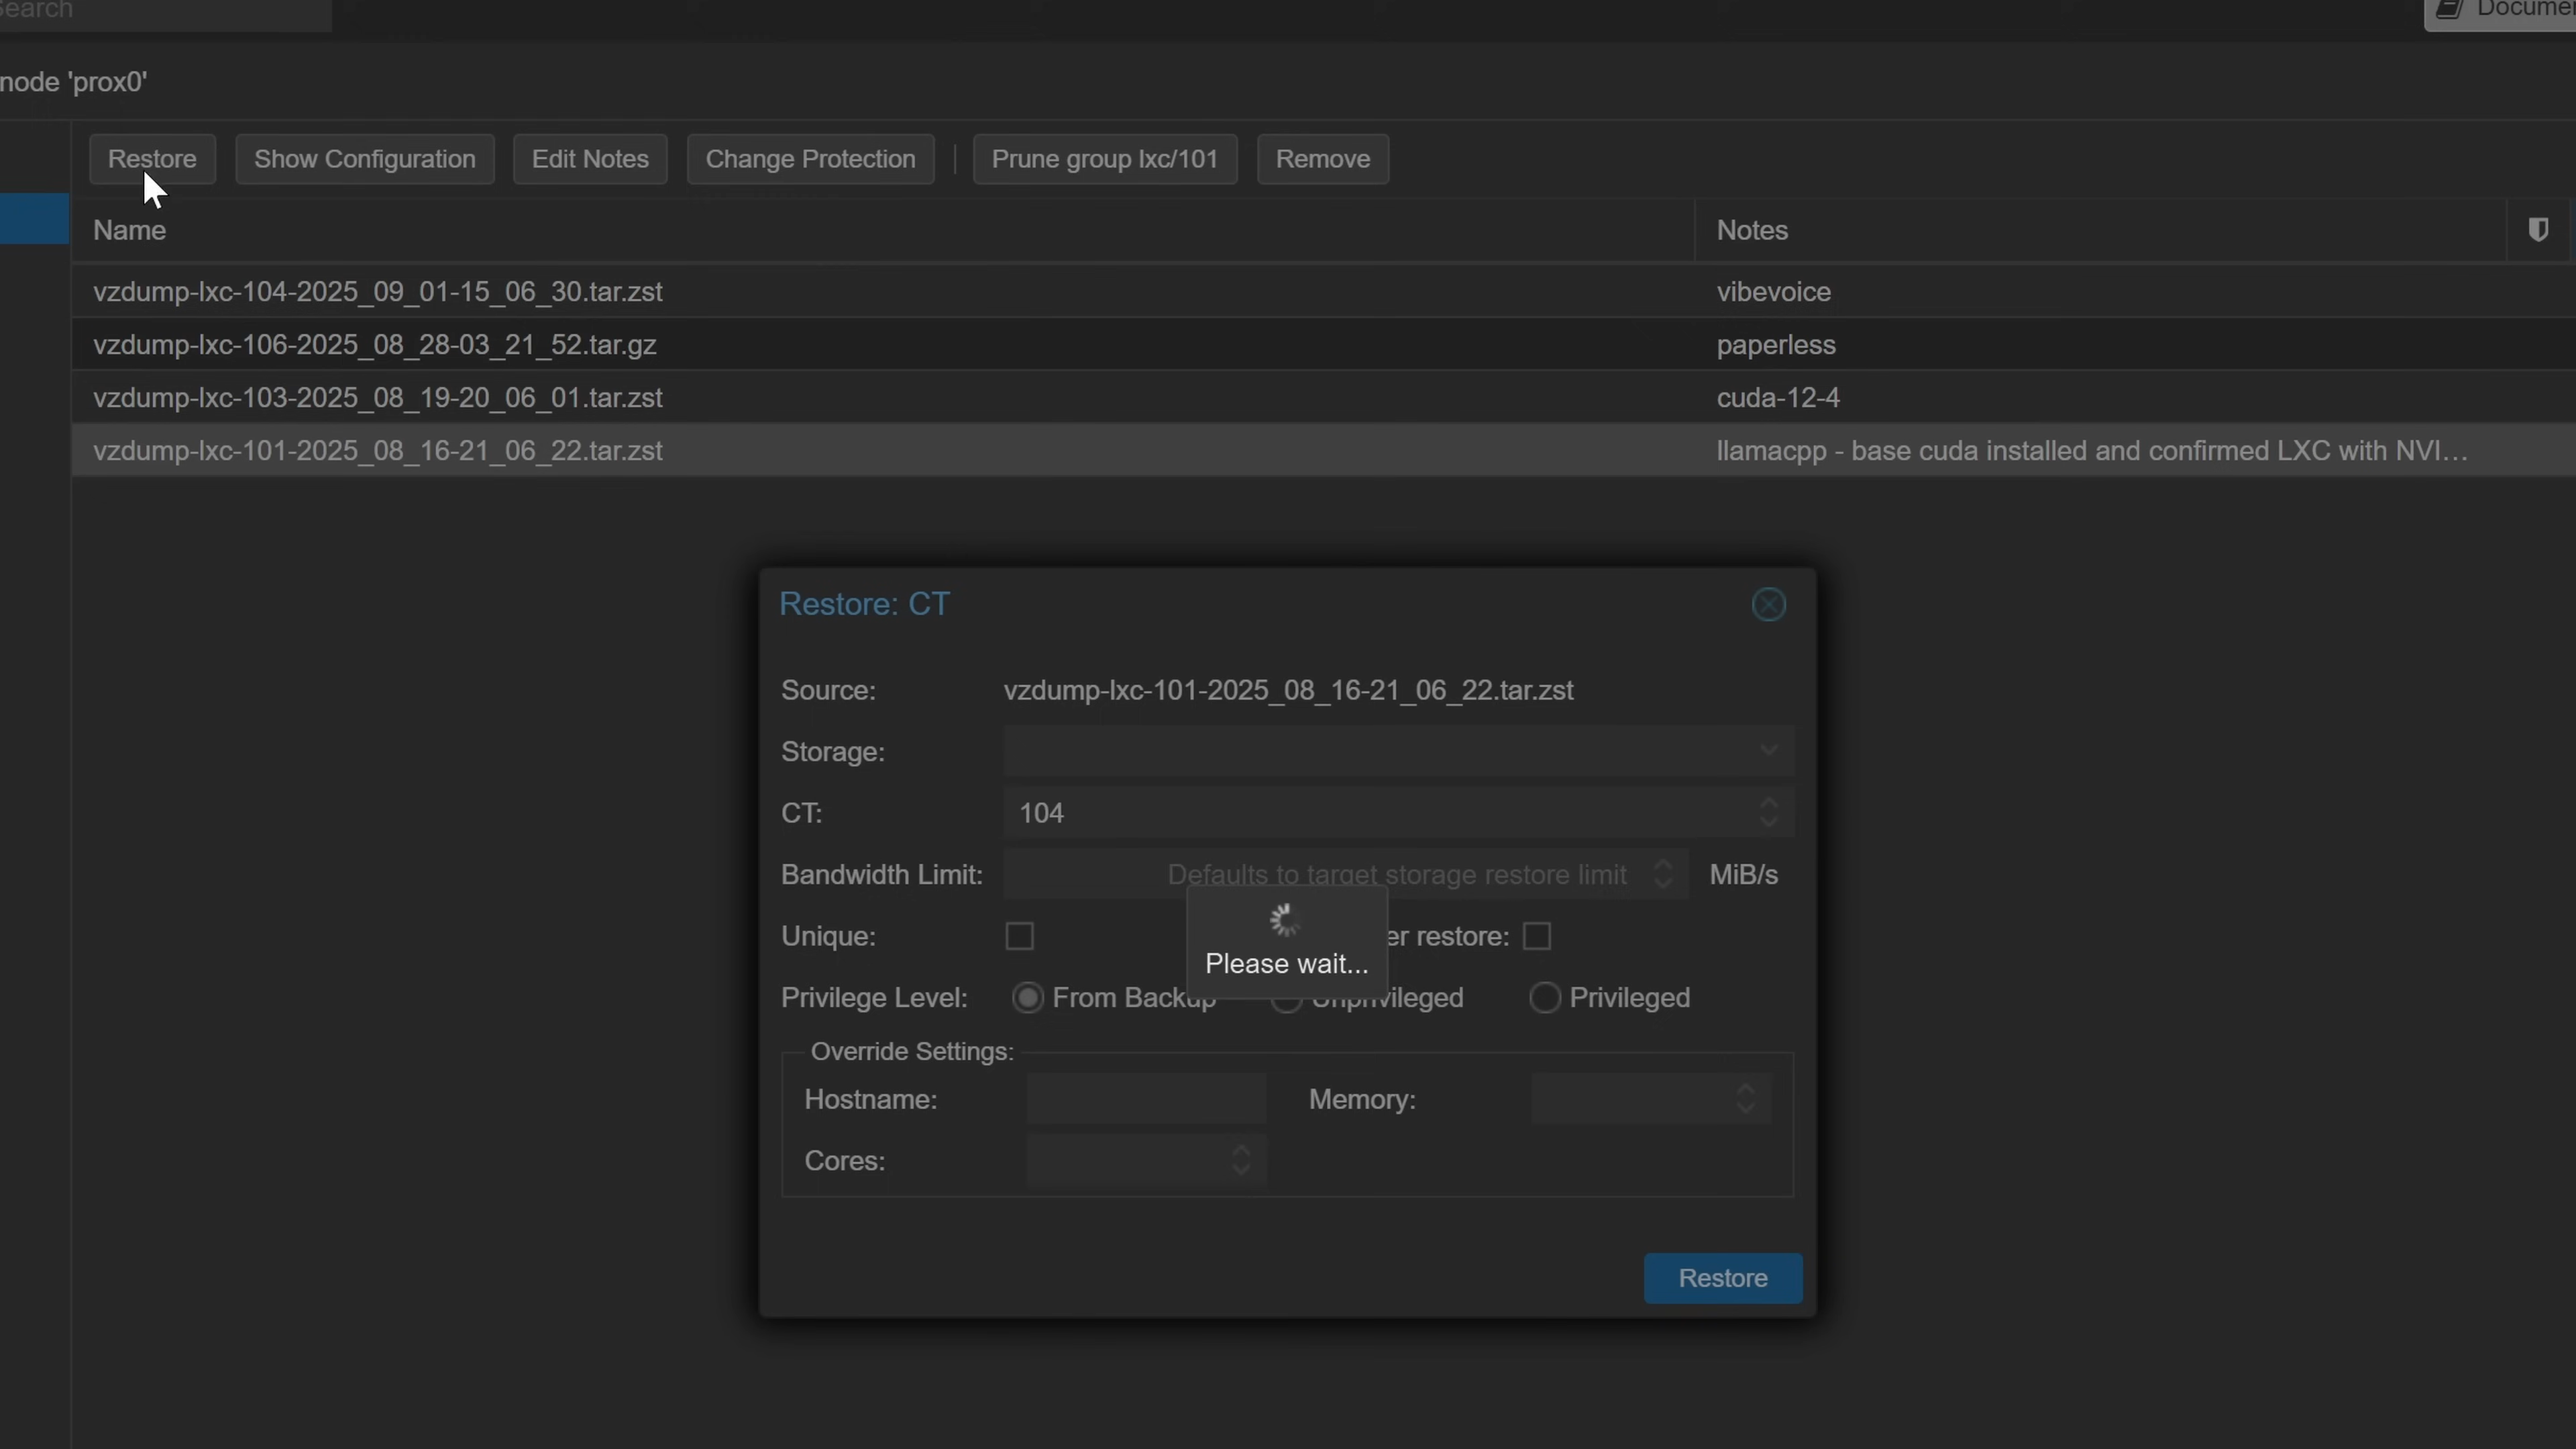 Search
Documen
node 'prox0'
Restore Show Configuration Edit Notes Change Protection Prune group lxc/101 Remove
Name Notes
vzdump-lxc-104-2025_09_01-15_06_30.tar.zst vibevoice
vzdump-lxc-106-2025_08_28-03_21_52.tar.gz paperless
vzdump-lxc-103-2025_08_19-20_06_01.tar.zst cuda-12-4
vzdump-lxc-101-2025_08_16-21_06_22.tar.zst llamacpp - base cuda installed and confirmed LXC with NVI...
Restore: CT
Source: vzdump-lxc-101-2025_08_16-21_06_22.tar.zst
Storage:
CT: 104
Bandwidth Limit: Defaults to target storage restore limit MiB/s
Unique: er restore:
Please wait...
Privilege Level: From Backup Unprivileged Privileged
Override Settings:
Hostname: Memory:
Cores:
Restore